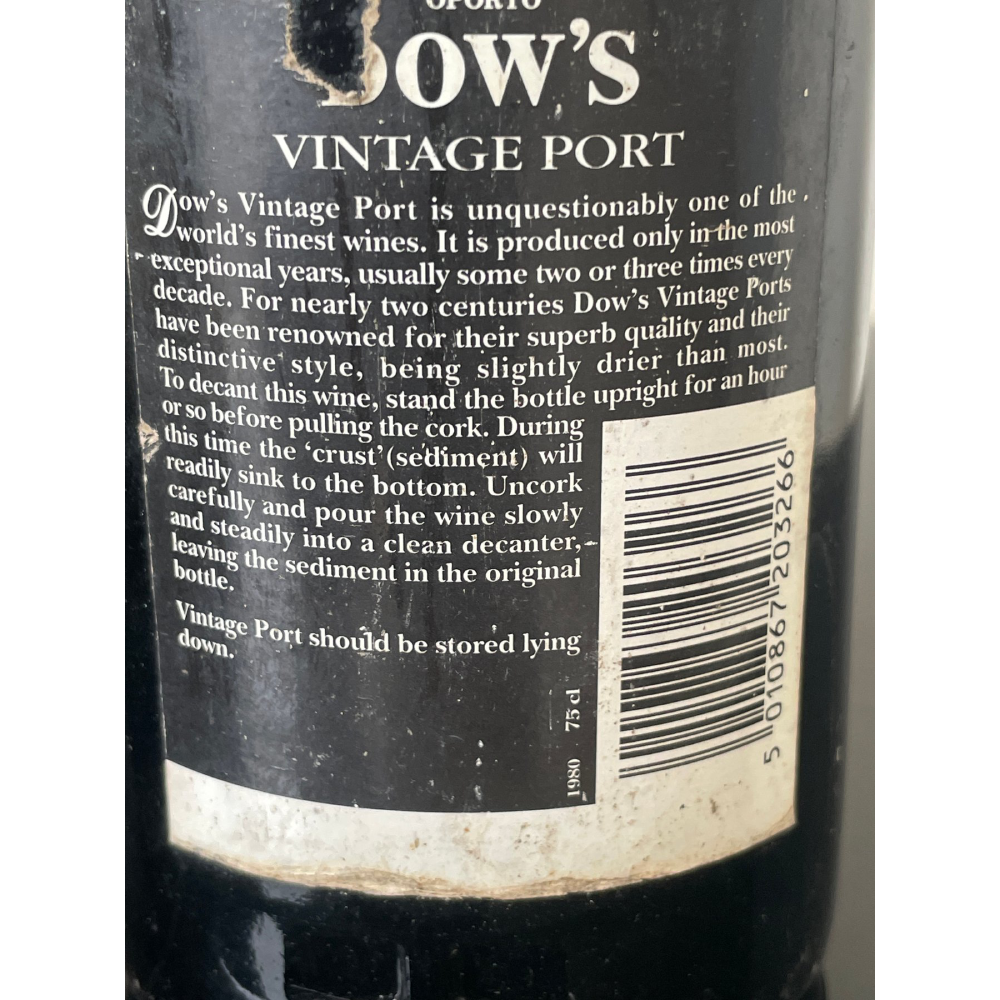 OPORTO
DOW'S
VINTAGE PORT
Dow's Vintage Port is unquestionably one of the
world's finest wines. It is produced only in the most
exceptional years, usually some two or three times every
decade. For nearly two centuries Dow's Vintage Ports
have been renowned for their superb quality and their
distinctive style, being slightly drier than most.
To decant this wine, stand the bottle upright for an hour
or so before pulling the cork. During
this time the 'crust' (sediment) will
readily sink to the bottom. Uncork
carefully and pour the wine slowly
and steadily into a clean decanter,
leaving the sediment in the original
bottle.
Vintage Port should be stored lying
down.
1980 75 cl
5 010867 203266